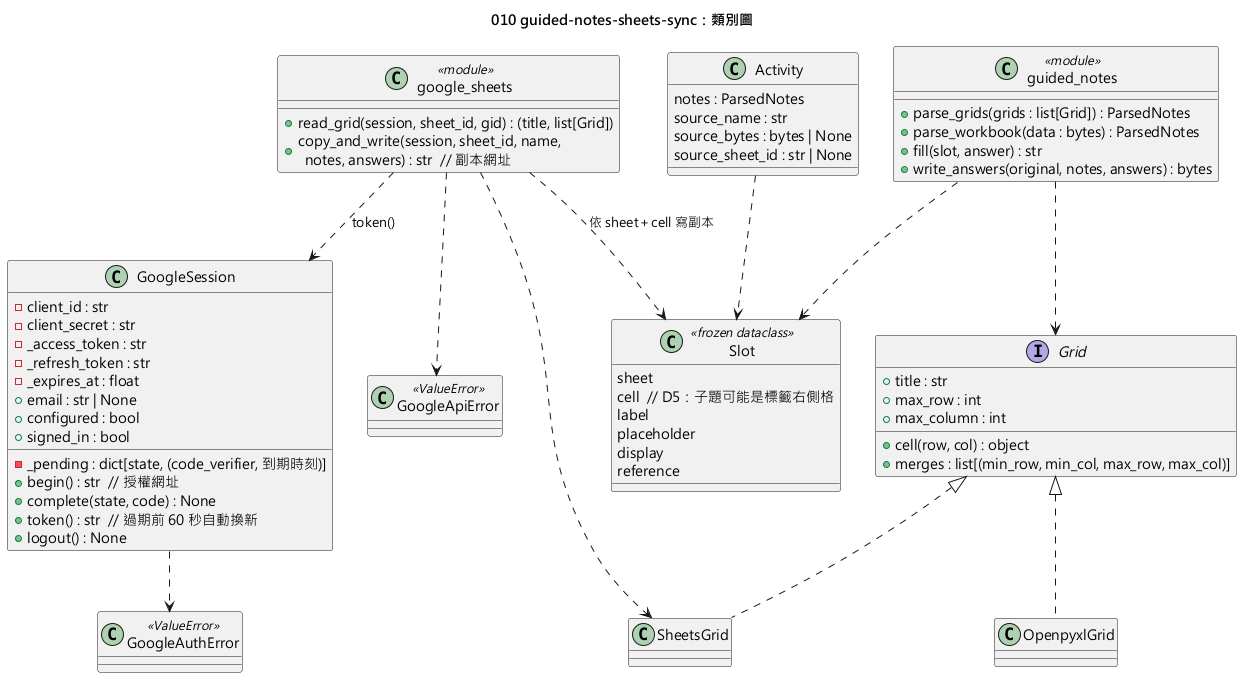 010 guided-notes-sheets-sync：類別圖
C «module» google_sheets
read_grid(session, sheet_id, gid) : (title, list[Grid])
copy_and_write(session, sheet_id, name,
notes, answers) : str // 副本網址
C Activity
notes : ParsedNotes
source_name : str
source_bytes : bytes | None
source_sheet_id : str | None
C «module» guided_notes
parse_grids(grids : list[Grid]) : ParsedNotes
parse_workbook(data : bytes) : ParsedNotes
fill(slot, answer) : str
write_answers(original, notes, answers) : bytes
token()
依 sheet + cell 寫副本
C GoogleSession
client_id : str
client_secret : str
_access_token : str
_refresh_token : str
_expires_at : float
email : str | None
configured : bool
signed_in : bool
_pending : dict[state, (code_verifier, 到期時刻)]
begin() : str // 授權網址
complete(state, code) : None
token() : str // 過期前 60 秒自動換新
logout() : None
C «ValueError» GoogleApiError
C «frozen dataclass» Slot
sheet
cell // D5：子題可能是標籤右側格
label
placeholder
display
reference
I Grid
title : str
max_row : int
max_column : int
cell(row, col) : object
merges : list[(min_row, min_col, max_row, max_col)]
C «ValueError» GoogleAuthError
C SheetsGrid
C OpenpyxlGrid